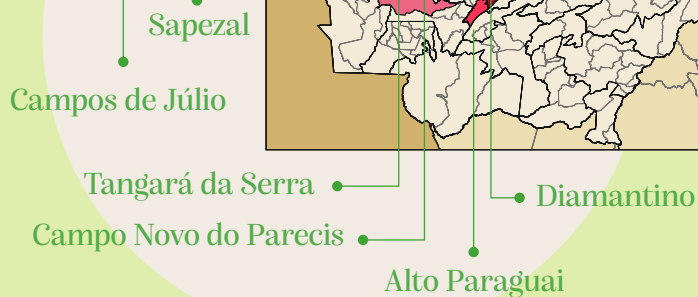 Sapezal
Campos de Júlio
Tangará da Serra
Diamantino
Campo Novo do Parecis
Alto Paraguai